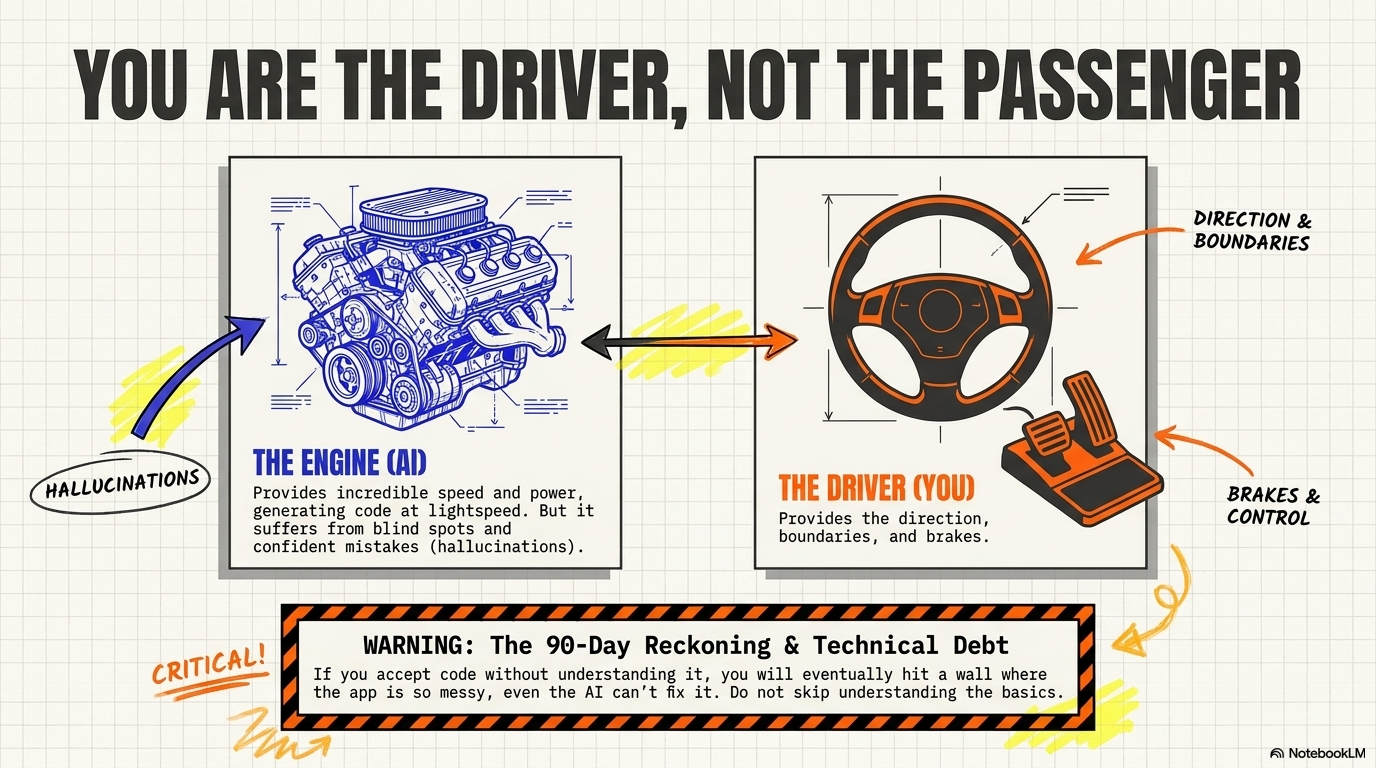 YOU ARE THE DRIVER, NOT THE PASSENGER
DIRECTION &
BOUNDARIES
HALLUCINATIONS
THE ENGINE (AI)
Provides incredible speed and power,
generating code at lightspeed. But it
suffers from blind spots and
confident mistakes (hallucinations).
THE DRIVER (YOU)
Provides the direction,
boundaries, and brakes.
BRAKES &
CONTROL
CRITICAL!
WARNING: The 90-Day Reckoning & Technical Debt
If you accept code without understanding it, you will eventually hit a wall where
the app is so messy, even the AI can't fix it. Do not skip understanding the basics.
NotebookLM